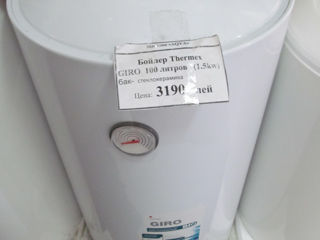 Бойлер Thermex
GIRO 100 литров (1.5kw)
бак- стеклокерамика
Цена: 3190 лей
GIRO